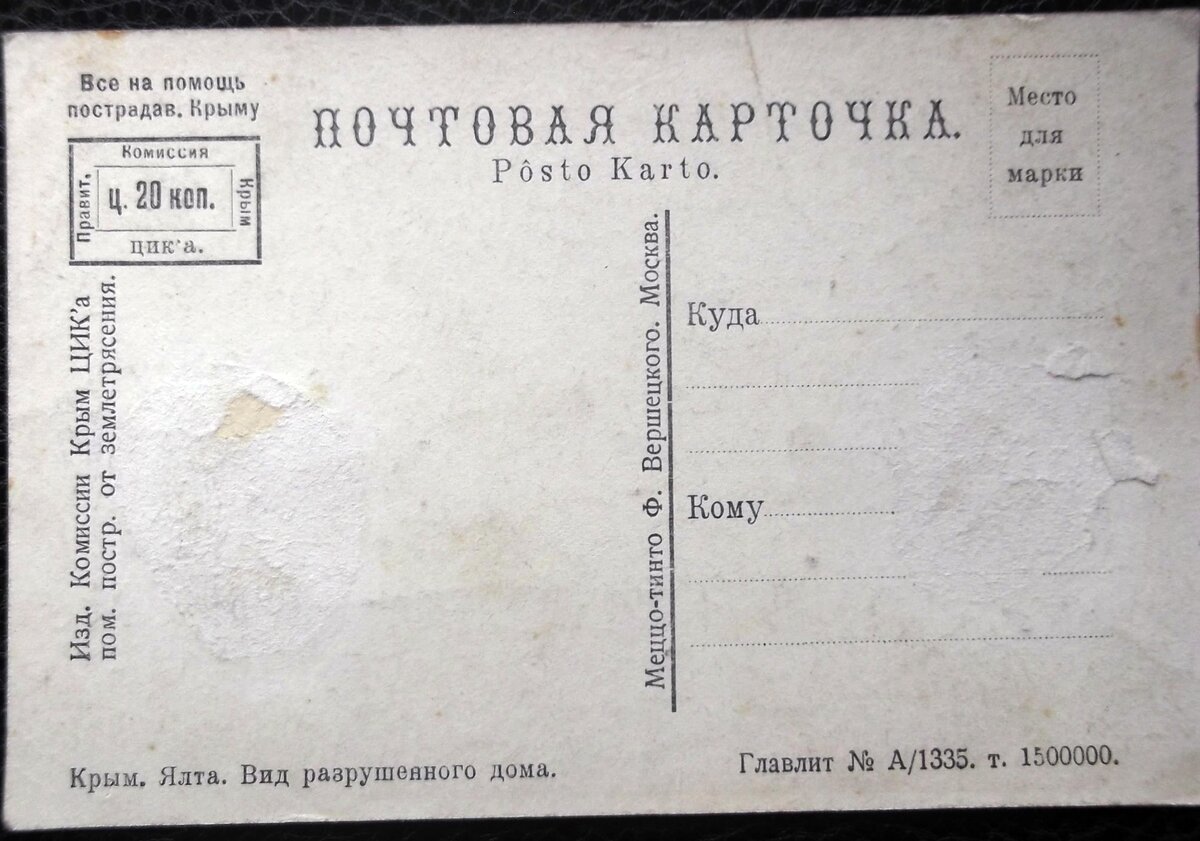 Все на помощь
пострадав. Крыму
Комиссия
Правит.
ц. 20 коп.
Крым
ЦИК'а.
ПОЧТОВАЯ КАРТОЧКА.
Pôsto Karto.
Место
для
марки
Изд. Комиссии Крым ЦИК'а
пом. постр. от землетрясения.
Меццо-тинто Ф. Вершецкого. Москва.
Куда
Кому
Крым. Ялта. Вид разрушенного дома.
Главлит № А/1335. т. 1500000.